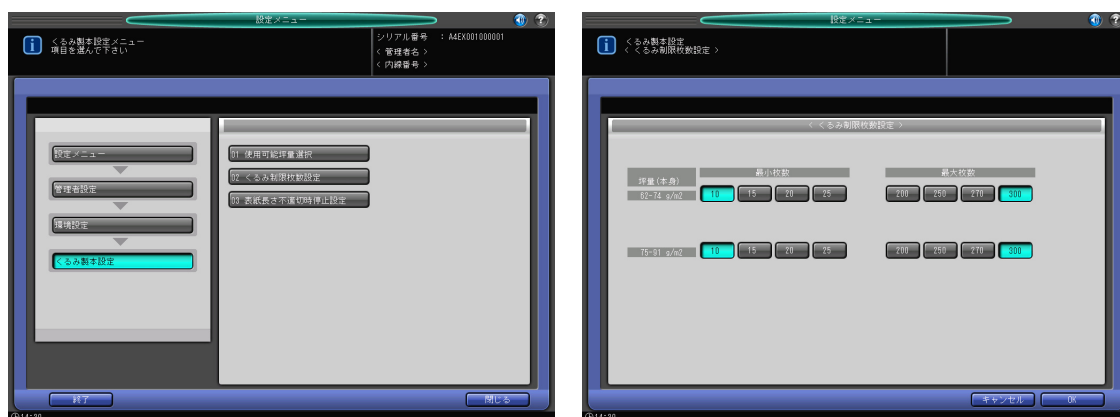 設定メニュー
くるみ製本設定メニュー
項目を選んで下さい
シリアル番号 : A4EX001000001
< 管理者名 >
< 内線番号 >
設定メニュー
管理者設定
環境設定
くるみ製本設定
01 使用可能坪量選択
02 くるみ制限枚数設定
03 表紙長さ不適切時停止設定
終了
閉じる
14:30
設定メニュー
くるみ製本設定
< くるみ制限枚数設定 >
< くるみ制限枚数設定 >
坪量(本身)
最小枚数
最大枚数
62-74 g/m2 10 15 20 25 200 250 270 300
75-91 g/m2 10 15 20 25 200 250 270 300
キャンセル
OK
14:30